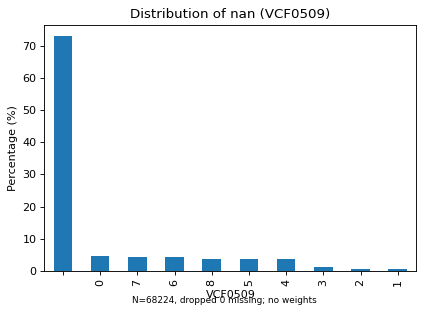 Distribution of nan (VCF0509)
Percentage (%)
70
60
50
40
30
20
10
0
0 7 6 8 5 4 3 2 1
VCF0509
N=68224, dropped 0 missing; no weights